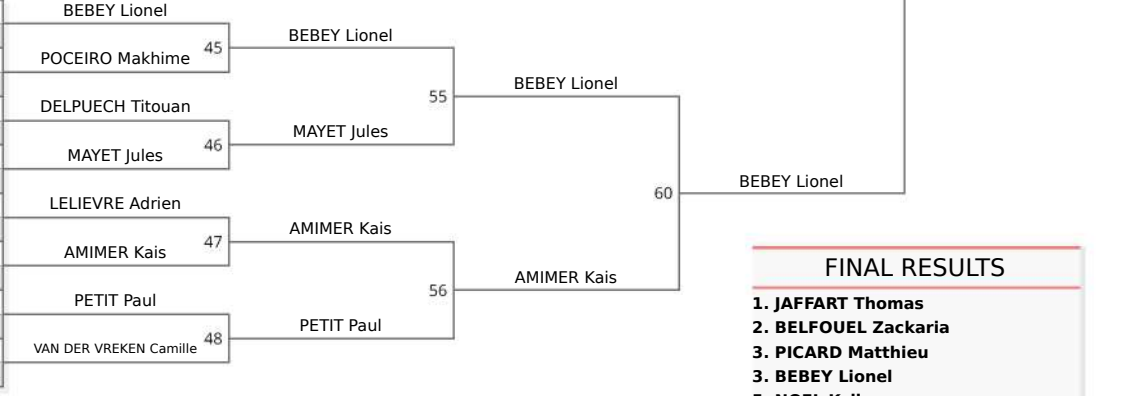 BEBEY Lionel
45
POCEIRO Makhime
BEBEY Lionel
55
DELPUECH Titouan
46
MAYET Jules
MAYET Jules
BEBEY Lionel
60
LELIEVRE Adrien
47
AMIMER Kais
AMIMER Kais
56
PETIT Paul
48
VAN DER VREKEN Camille
PETIT Paul
AMIMER Kais
BEBEY Lionel
FINAL RESULTS
1. JAFFART Thomas
2. BELFOUEL Zackaria
3. PICARD Matthieu
3. BEBEY Lionel